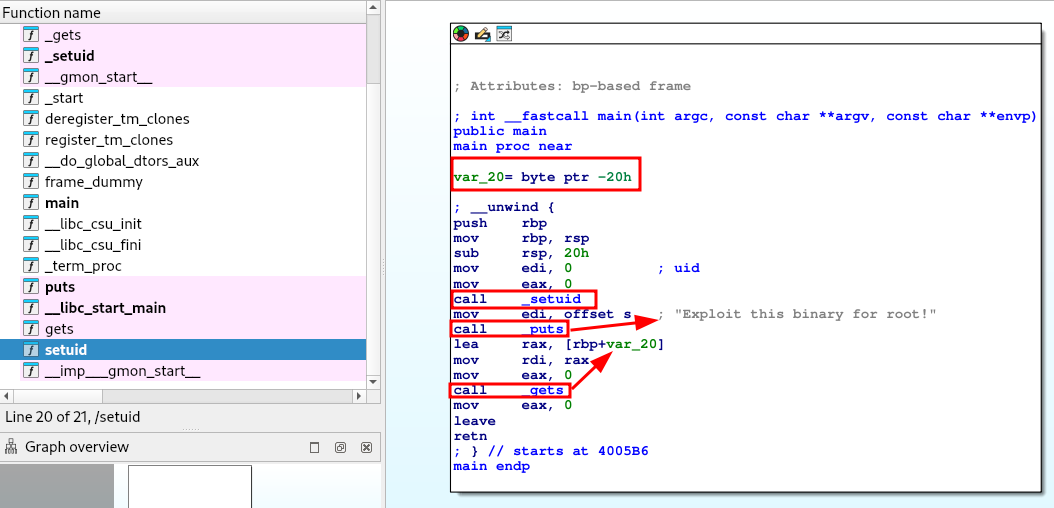 Function name
f _gets
f _setuid
f __gmon_start__
f _start
f deregister_tm_clones
f register_tm_clones
f __do_global_dtors_aux
f frame_dummy
f main
f __libc_csu_init
f __libc_csu_fini
f _term_proc
f puts
f __libc_start_main
f gets
f setuid
f __imp___gmon_start__
Line 20 of 21, /setuid
Graph overview
; Attributes: bp-based frame
; int __fastcall main(int argc, const char **argv, const char **envp)
public main
main proc near
var_20= byte ptr -20h
; __unwind {
push rbp
mov rbp, rsp
sub rsp, 20h
mov edi, 0 ; uid
mov eax, 0
call _setuid
mov edi, offset s ; "Exploit this binary for root!"
call _puts
lea rax, [rbp+var_20]
mov rdi, rax
mov eax, 0
call _gets
mov eax, 0
leave
retn
; } // starts at 4005B6
main endp